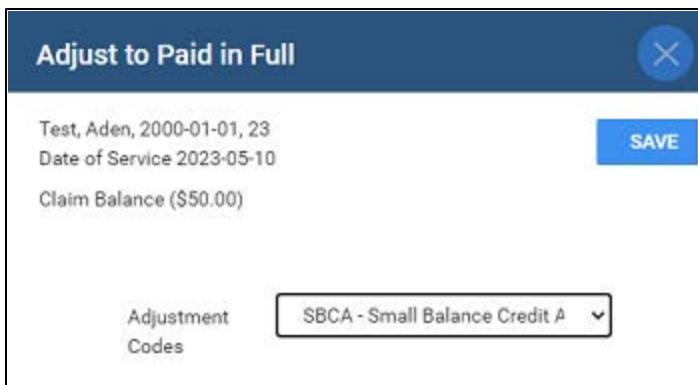 Adjust to Paid in Full
Test, Aden, 2000-01-01, 23
SAVE
Date of Service 2023-05-10
Claim Balance ($50.00)
Adjustment
Codes
SBCA - Small Balance Credit A